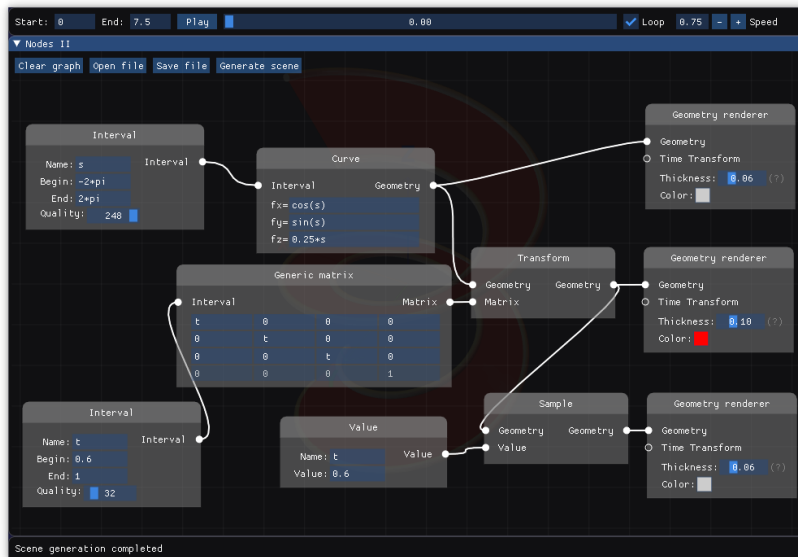 Start: 0 End: 7.5 Play 0.00 Loop 0.75 - + Speed
Nodes II
Clear graph Open file Save file Generate scene
Interval
Name: s Interval
Begin: -2*pi
End: 2*pi
Quality: 248
Curve
Interval Geometry
fx= cos(s)
fy= sin(s)
fz= 0.25*s
Geometry renderer
Geometry
Time Transform
Thickness: 0.06 (?)
Color:
Generic matrix
Interval Matrix
t 0 0 0
0 t 0 0
0 0 t 0
0 0 0 1
Transform
Geometry Geometry
Matrix
Geometry renderer
Geometry
Time Transform
Thickness: 0.10 (?)
Color:
Interval
Name: t Interval
Begin: 0.6
End: 1
Quality: 32
Value
Name: t Value
Value: 0.6
Sample
Geometry Geometry
Value
Geometry renderer
Geometry
Time Transform
Thickness: 0.06 (?)
Color:
Scene generation completed